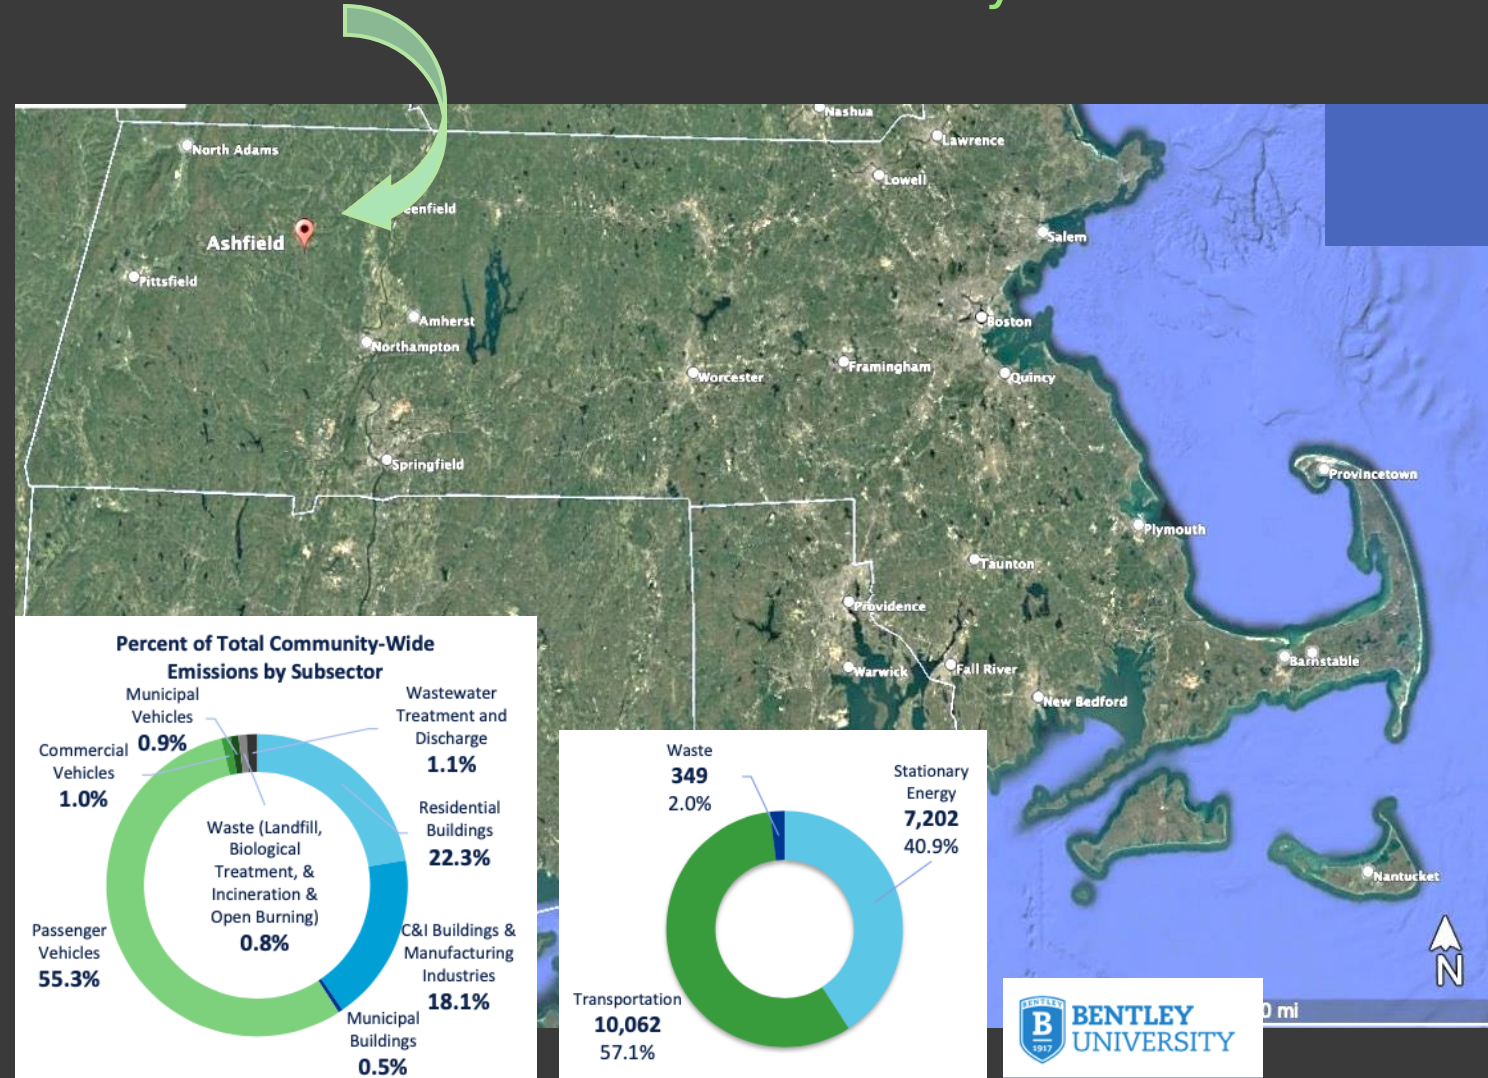 Nashua
Lawrence
North Adams
Lowell
Ashfield
Salem
Pittsfield
Amherst
Boston
Northampton
Framingham
Worcester
Quincy
Springfield
Provincetown
Plymouth
Taunton
Providence
Warwick
Fall River
Barnstable
New Bedford
Nantucket
N
mi
Percent of Total Community-Wide
Emissions by Subsector
Municipal
Vehicles
0.9%
Wastewater
Treatment and
Discharge
1.1%
Commercial
Vehicles
1.0%
Residential
Buildings
22.3%
Waste (Landfill,
Biological
Treatment, &
Incineration &
Open Burning)
0.8%
Passenger
Vehicles
55.3%
C&I Buildings &
Manufacturing
Industries
18.1%
Municipal
Buildings
0.5%
Waste
349
2.0%
Stationary
Energy
7,202
40.9%
Transportation
10,062
57.1%
BENTLEY
B
1917
BENTLEY
UNIVERSITY